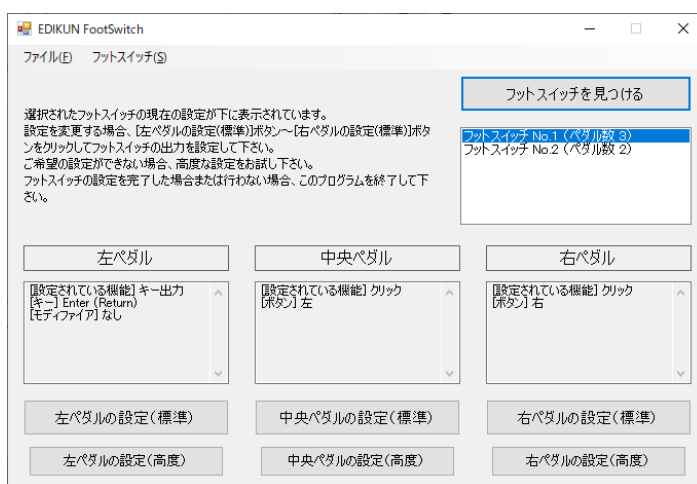 EDIKUN FootSwitch
ファイル(F) フットスイッチ(S)
フットスイッチを見つける
選択されたフットスイッチの現在の設定が下に表示されています。
設定を変更する場合、[左ペダルの設定(標準)]ボタン～[右ペダルの設定(標準)]ボタ
ンをクリックしてフットスイッチの出力を設定して下さい。
ご希望の設定ができない場合、高度な設定をお試し下さい。
フットスイッチの設定を完了した場合または行わない場合、このプログラムを終了して下
さい。
フットスイッチ No.1 (ペダル数 3)
フットスイッチ No.2 (ペダル数 2)
左ペダル
中央ペダル
右ペダル
[設定されている機能] キー出力
[キー] Enter (Return)
[モディファイア] なし
[設定されている機能] クリック
[ボタン] 左
[設定されている機能] クリック
[ボタン] 右
左ペダルの設定(標準)
中央ペダルの設定(標準)
右ペダルの設定(標準)
左ペダルの設定(高度)
中央ペダルの設定(高度)
右ペダルの設定(高度)